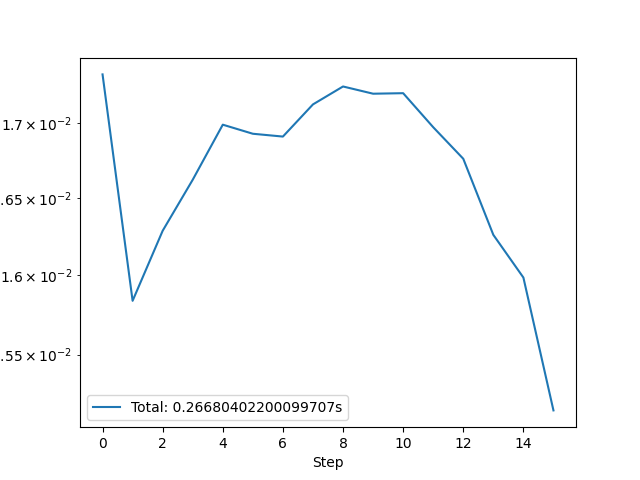 1.7 × 10⁻²
.65 × 10⁻²
1.6 × 10⁻²
.55 × 10⁻²
Total: 0.26680402200099707s
0 2 4 6 8 10 12 14
Step